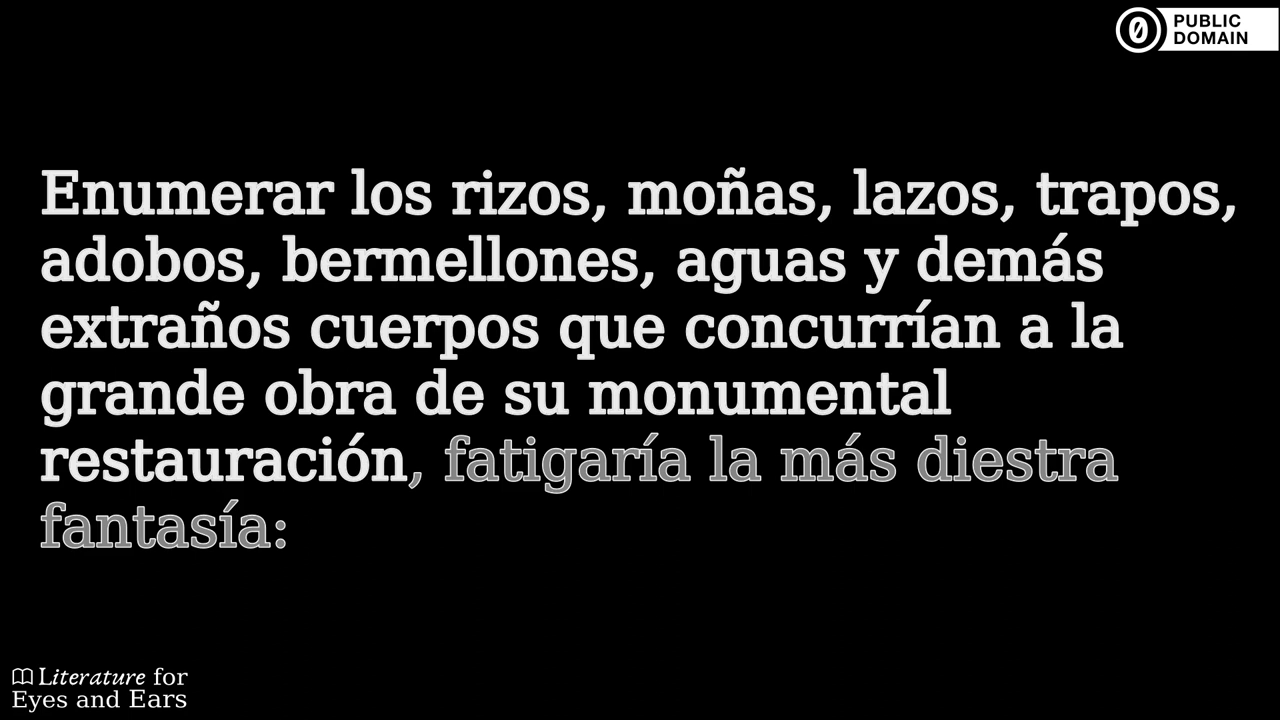 PUBLIC
DOMAIN
Enumerar los rizos, moñas, lazos, trapos,
adobos, bermellones, aguas y demás
extraños cuerpos que concurrían a la
grande obra de su monumental
restauración, fatigaría la más diestra
fantasía:
Literature for
Eyes and Ears